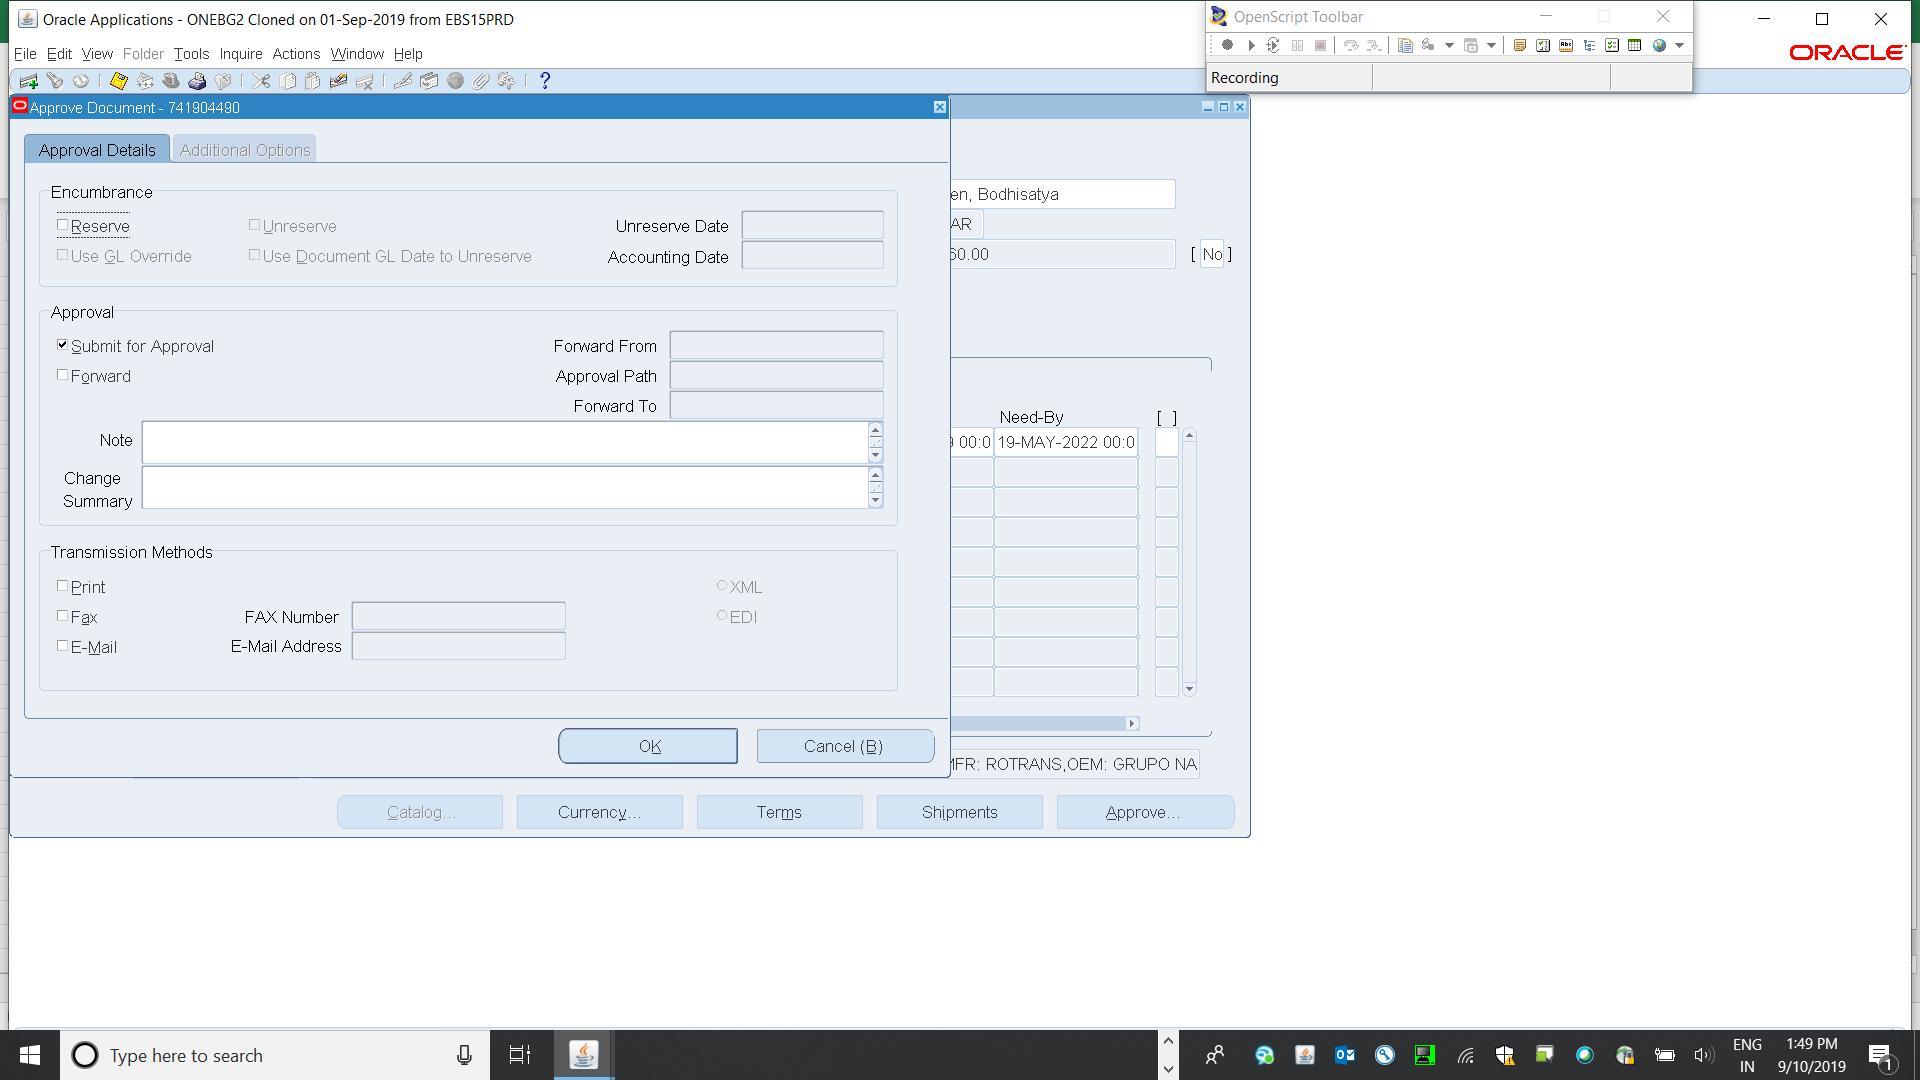 Oracle Applications - ONEBG2 Cloned on 01-Sep-2019 from EBS15PRD
OpenScript Toolbar
File Edit View Folder Tools Inquire Actions Window Help
ORACLE
Recording
Approve Document - 741904490
Approval Details
Additional Options
Encumbrance
en, Bodhisatya
Reserve
Unreserve
Unreserve Date
AR
Use GL Override
Use Document GL Date to Unreserve
Accounting Date
60.00
[ No ]
Approval
Submit for Approval
Forward From
Forward
Approval Path
Forward To
Need-By
[ ]
Note
00:0
19-MAY-2022 00:0
Change
Summary
Transmission Methods
Print
XML
Fax
FAX Number
EDI
E-Mail
E-Mail Address
OK
Cancel (B)
MFR: ROTRANS,OEM: GRUPO NA
Catalog...
Currency...
Terms
Shipments
Approve...
Type here to search
ENG
IN
1:49 PM
9/10/2019
1